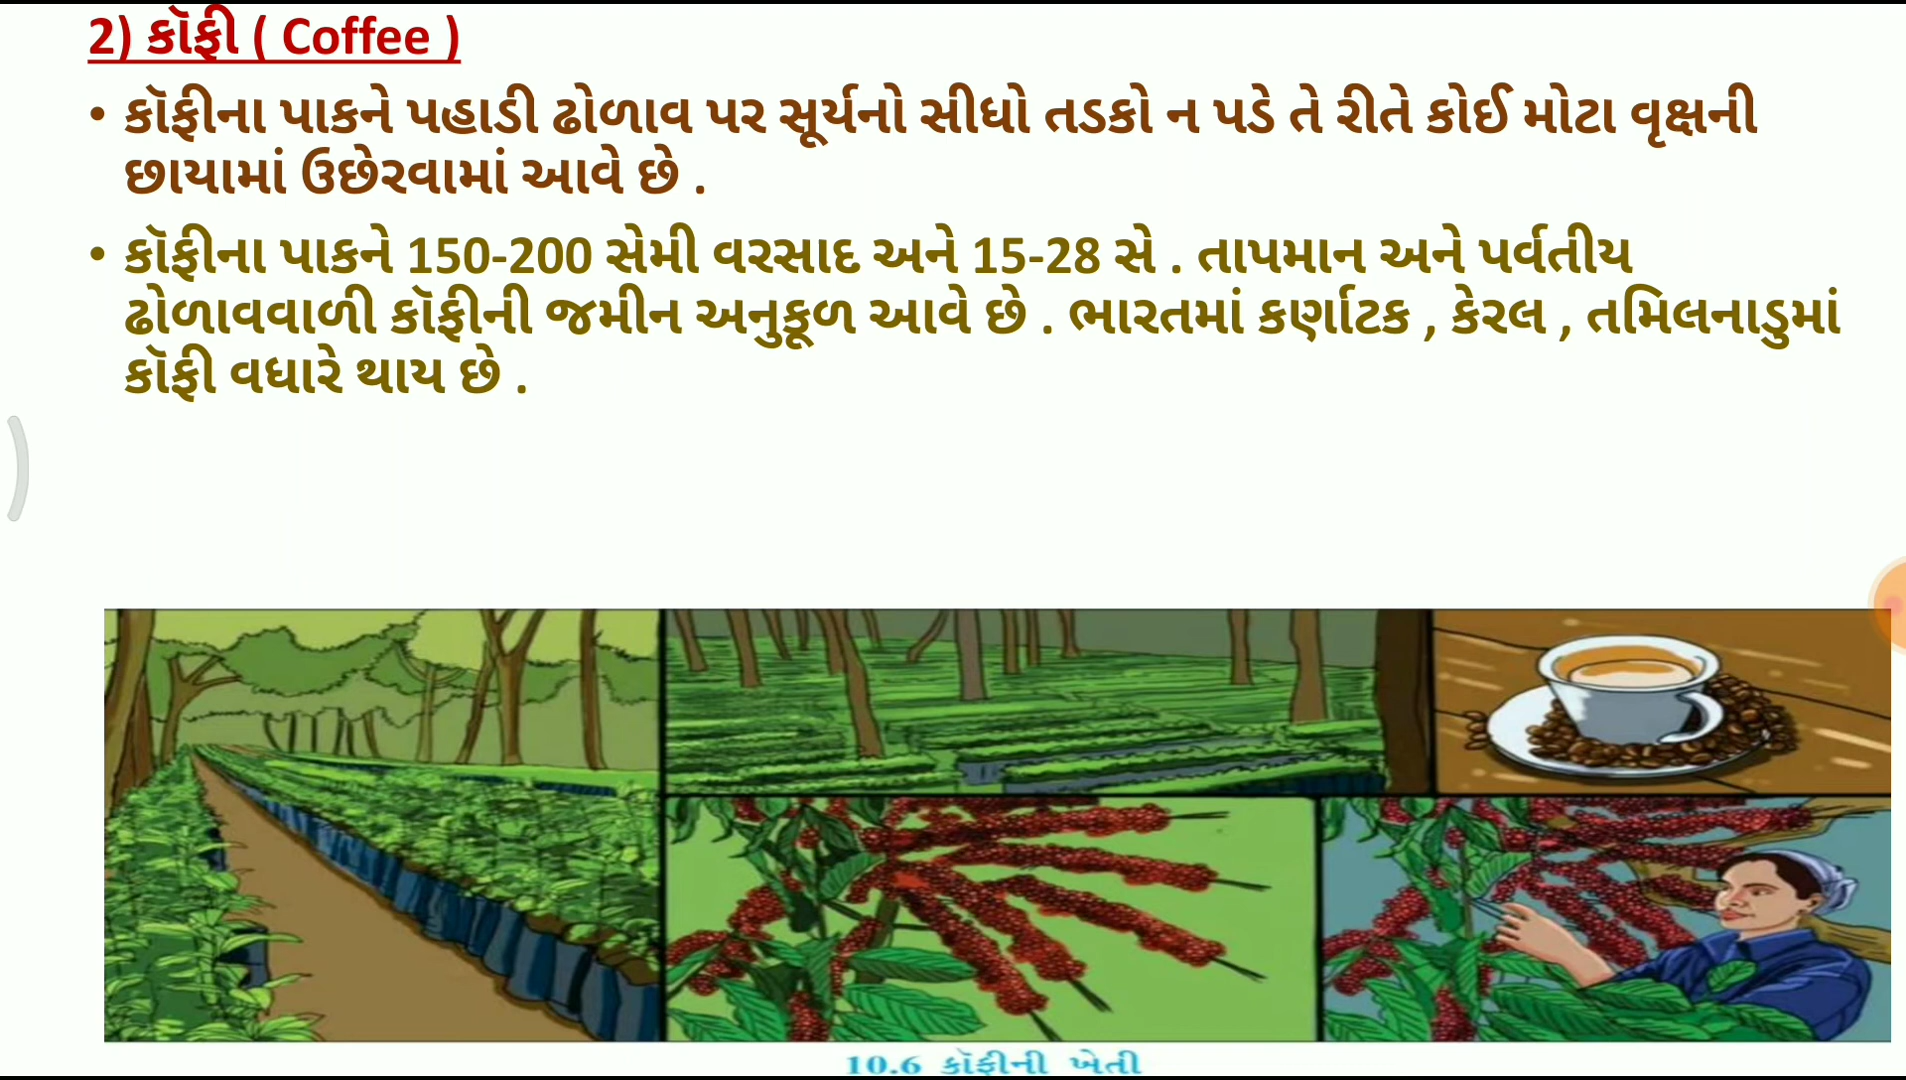 2) કૉફી ( Coffee )
• કૉફીના પાકને પહાડી ઢોળાવ પર સૂર્યનો સીધો તડકો ન પડે તે રીતે કોઈ મોટા વૃક્ષની
છાયામાં ઉછેરવામાં આવે છે .
• કૉફીના પાકને 150-200 સેમી વરસાદ અને 15-28 સે . તાપમાન અને પર્વતીય
ઢોળાવવાળી કૉફીની જમીન અનુકૂળ આવે છે . ભારતમાં કર્ણાટક , કેરલ , તમિલનાડુમાં
કૉફી વધારે થાય છે .
10.6 કૉફીની ખેતી